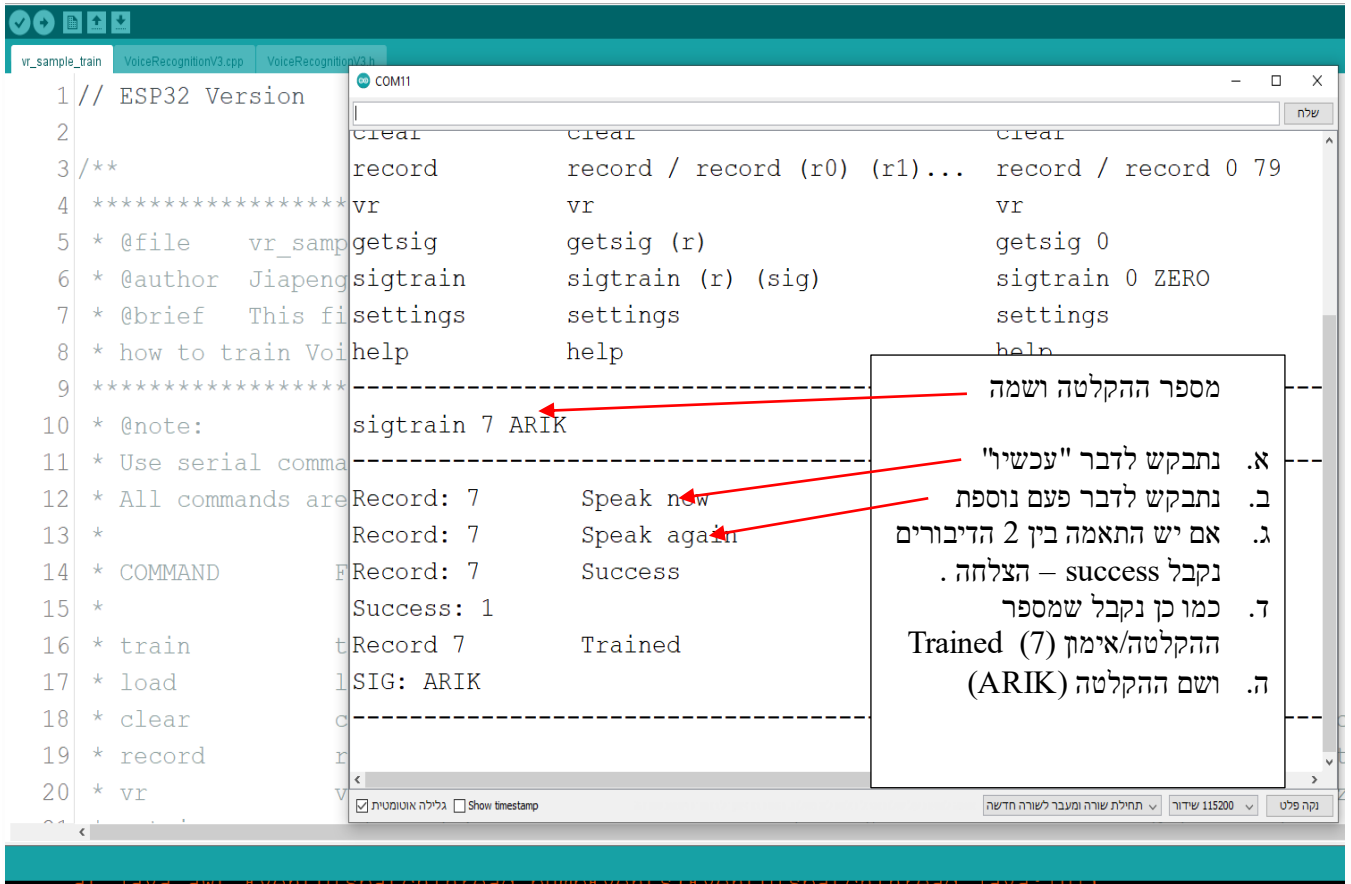 vr_sample_train VoiceRecognitionV3.cpp VoiceRecognitionV3.h
1 // ESP32 Version
2
3 /**
4 ******************
5 * @file vr_samp
6 * @author Jiapeng
7 * @brief This fi
8 * how to train Voi
9 ******************
10 * @note:
11 * Use serial comma
12 * All commands are
13 *
14 * COMMAND F
15 *
16 * train t
17 * load l
18 * clear c
19 * record r
20 * vr v
COM11
שלח
clear clear clear
record record / record (r0) (r1)... record / record 0 79
vr vr vr
getsig getsig (r) getsig 0
sigtrain sigtrain (r) (sig) sigtrain 0 ZERO
settings settings settings
help help help
sigtrain 7 ARIK
Record: 7 Speak now
Record: 7 Speak again
Record: 7 Success
Success: 1
Record 7 Trained
SIG: ARIK
מספר ההקלטה ושמה
א. נתבקש לדבר "עכשיו"
ב. נתבקש לדבר פעם נוספת
ג. אם יש התאמה בין 2 הדיבורים
נקבל success – הצלחה .
ד. כמו כן נקבל שמספר
ההקלטה/אימון (7) Trained
ה. ושם ההקלטה (ARIK)
גלילה אוטומטית Show timestamp
תחילת שורה ומעבר לשורה חדשה
115200 שידור
נקה פלט